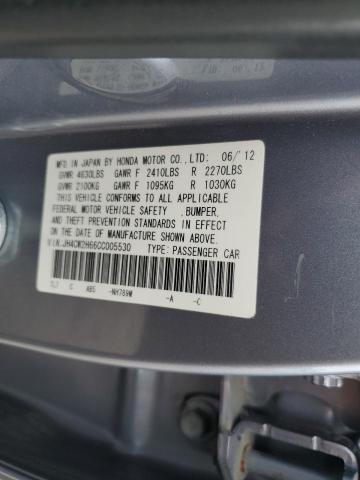 MFD. IN JAPAN BY HONDA MOTOR CO.,LTD; 06/'12
GVWR 4630LBS GAWR F 2410LBS R 2270LBS
GVWR 2100KG GAWR F 1095KG R 1030KG
THIS VEHICLE CONFORMS TO ALL APPLICABLE
FEDERAL MOTOR VEHICLE SAFETY ,BUMPER,
AND THEFT PREVENTION STANDARDS IN EFFECT
ON THE DATE OF MANUFACTURE SHOWN ABOVE.
V I N.JH4CW2H66CC005530 TYPE: PASSENGER CAR
TL2 C AB5 -NH789M -A -C